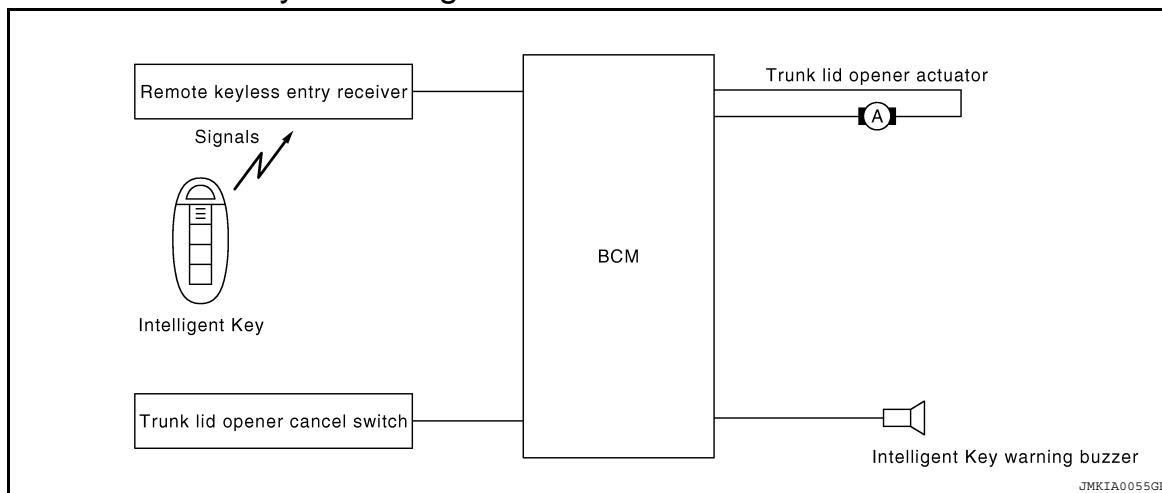 Remote keyless entry receiver
Signals
Intelligent Key
Trunk lid opener cancel switch
BCM
Trunk lid opener actuator
A
Intelligent Key warning buzzer